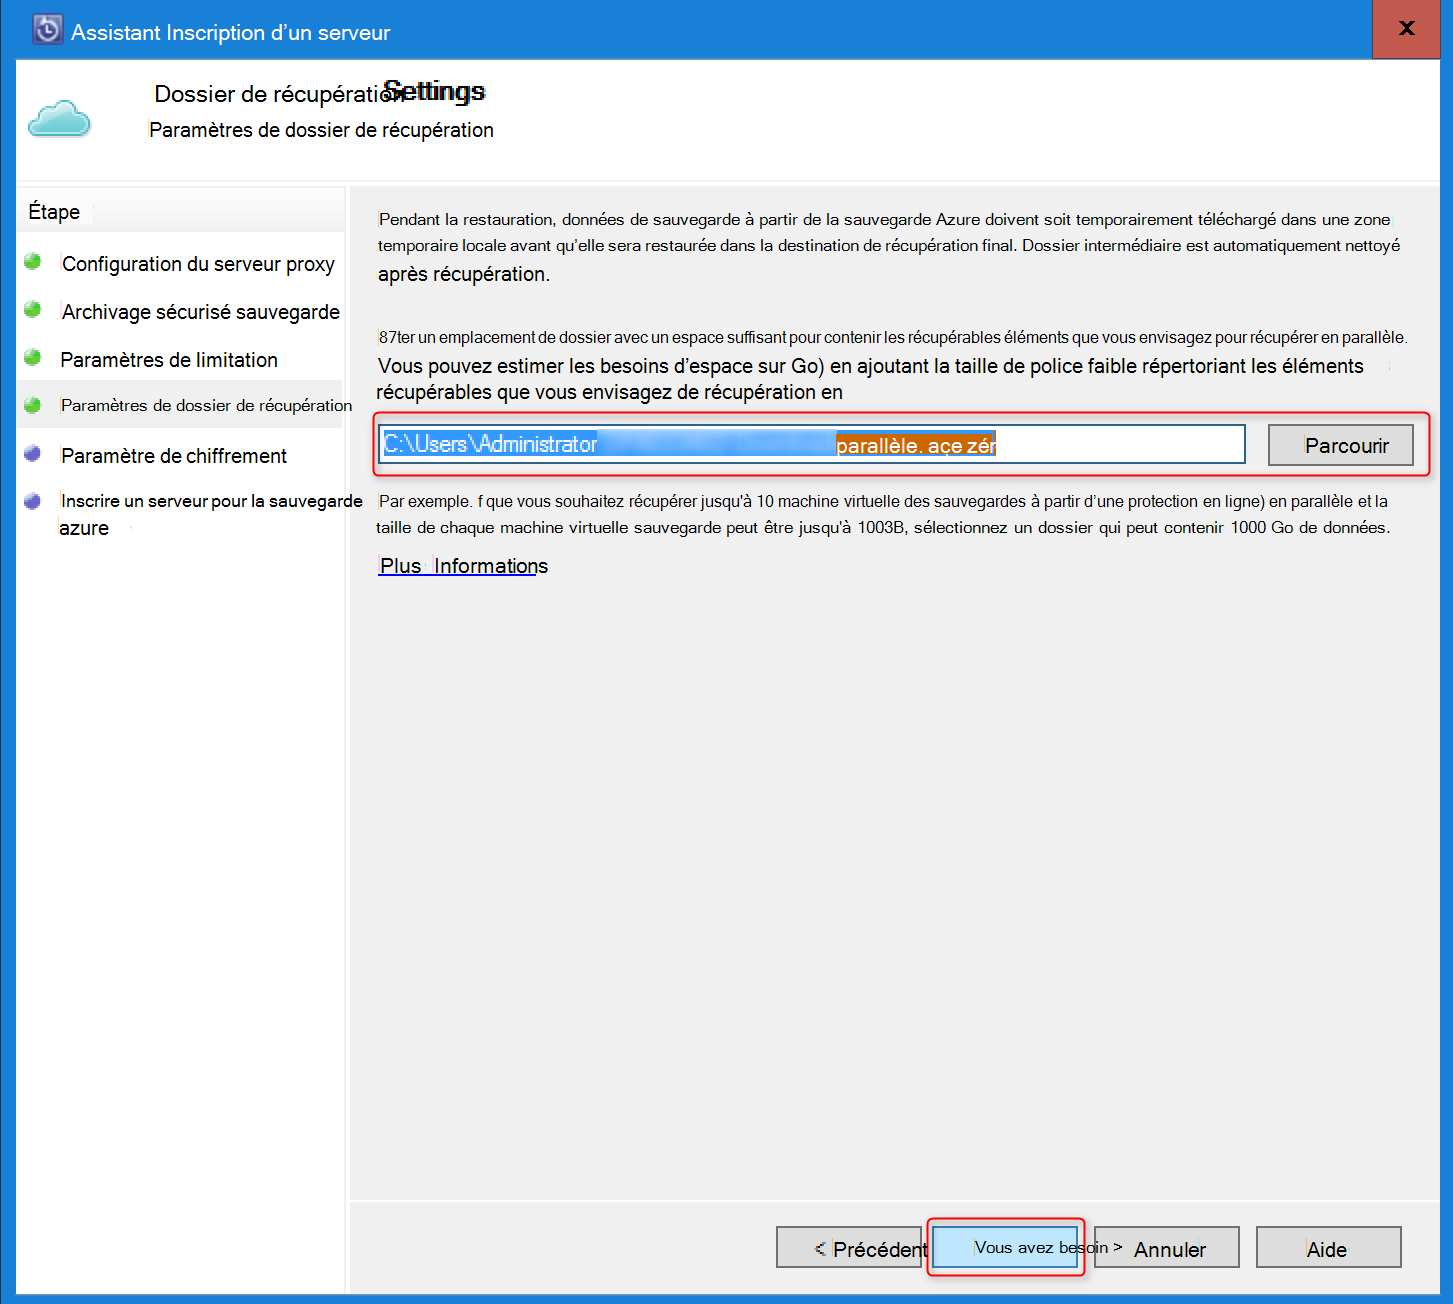 Assistant Inscription d’un serveur
x
Dossier de récupération Settings
Paramètres de dossier de récupération
Étape
Configuration du serveur proxy
Archivage sécurisé sauvegarde
Paramètres de limitation
Paramètres de dossier de récupération
Paramètre de chiffrement
Inscrire un serveur pour la sauvegarde
azure
Pendant la restauration, données de sauvegarde à partir de la sauvegarde Azure doivent soit temporairement téléchargé dans une zone
temporaire locale avant qu’elle sera restaurée dans la destination de récupération final. Dossier intermédiaire est automatiquement nettoyé
après récupération.
87ter un emplacement de dossier avec un espace suffisant pour contenir les récupérables éléments que vous envisagez pour récupérer en parallèle.
Vous pouvez estimer les besoins d’espace sur Go) en ajoutant la taille de police faible répertoriant les éléments
récupérables que vous envisagez de récupération en
C:\Users\Administrator parallèle. açe zér
Parcourir
Par exemple. f que vous souhaitez récupérer jusqu'à 10 machine virtuelle des sauvegardes à partir d’une protection en ligne) en parallèle et la
taille de chaque machine virtuelle sauvegarde peut être jusqu'à 1003B, sélectionnez un dossier qui peut contenir 1000 Go de données.
Plus Informations
< Précédent
Vous avez besoin >
Annuler
Aide